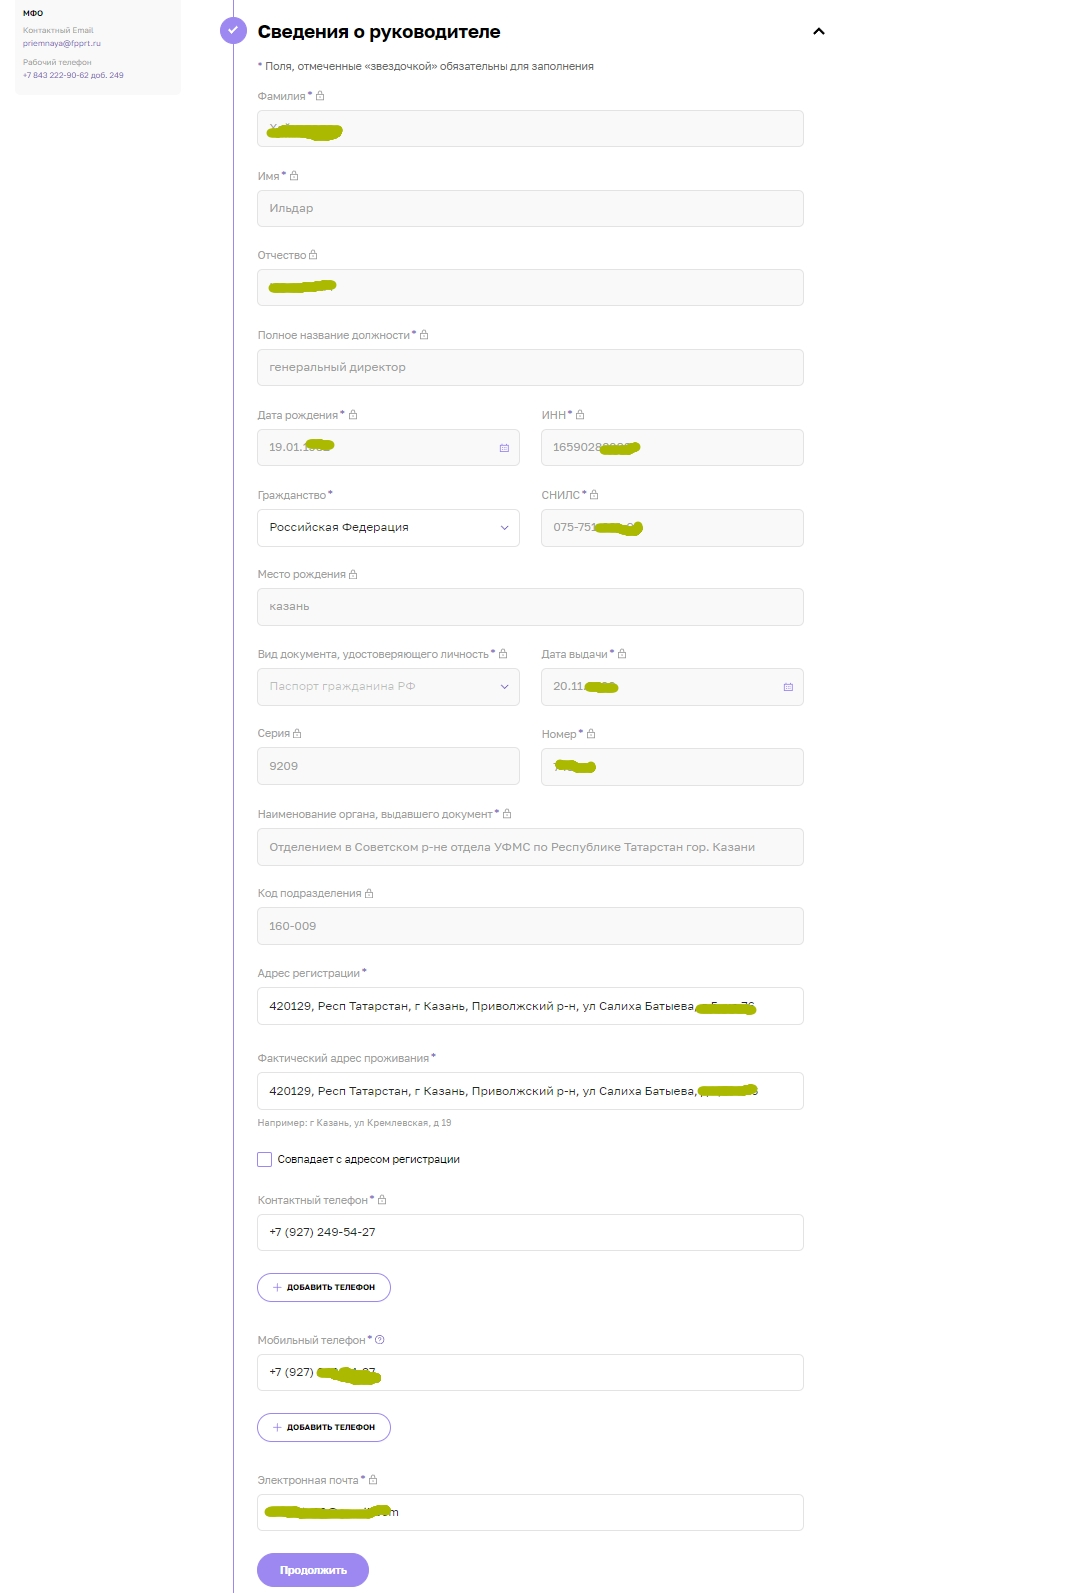 МФО
Контактный Email
priemnaya@fpprt.ru
Рабочий телефон
+7 843 222-90-62 доб. 249
Сведения о руководителе
* Поля, отмеченные «звездочкой» обязательны для заполнения
Фамилия *
Имя *
Ильдар
Отчество
Полное название должности *
генеральный директор
Дата рождения * ИНН *
19.01. 1659028
Гражданство * СНИЛС *
Российская Федерация 075-751
Место рождения
казань
Вид документа, удостоверяющего личность * Дата выдачи *
Паспорт гражданина РФ 20.11.
Серия Номер *
9209
Наименование органа, выдавшего документ *
Отделением в Советском р-не отдела УФМС по Республике Татарстан гор. Казани
Код подразделения
160-009
Адрес регистрации *
420129, Респ Татарстан, г Казань, Приволжский р-н, ул Салиха Батыева,
Фактический адрес проживания *
420129, Респ Татарстан, г Казань, Приволжский р-н, ул Салиха Батыева,
Например: г Казань, ул Кремлевская, д 19
Совпадает с адресом регистрации
Контактный телефон *
+7 (927) 249-54-27
+ ДОБАВИТЬ ТЕЛЕФОН
Мобильный телефон *
+7 (927)
+ ДОБАВИТЬ ТЕЛЕФОН
Электронная почта *
Продолжить